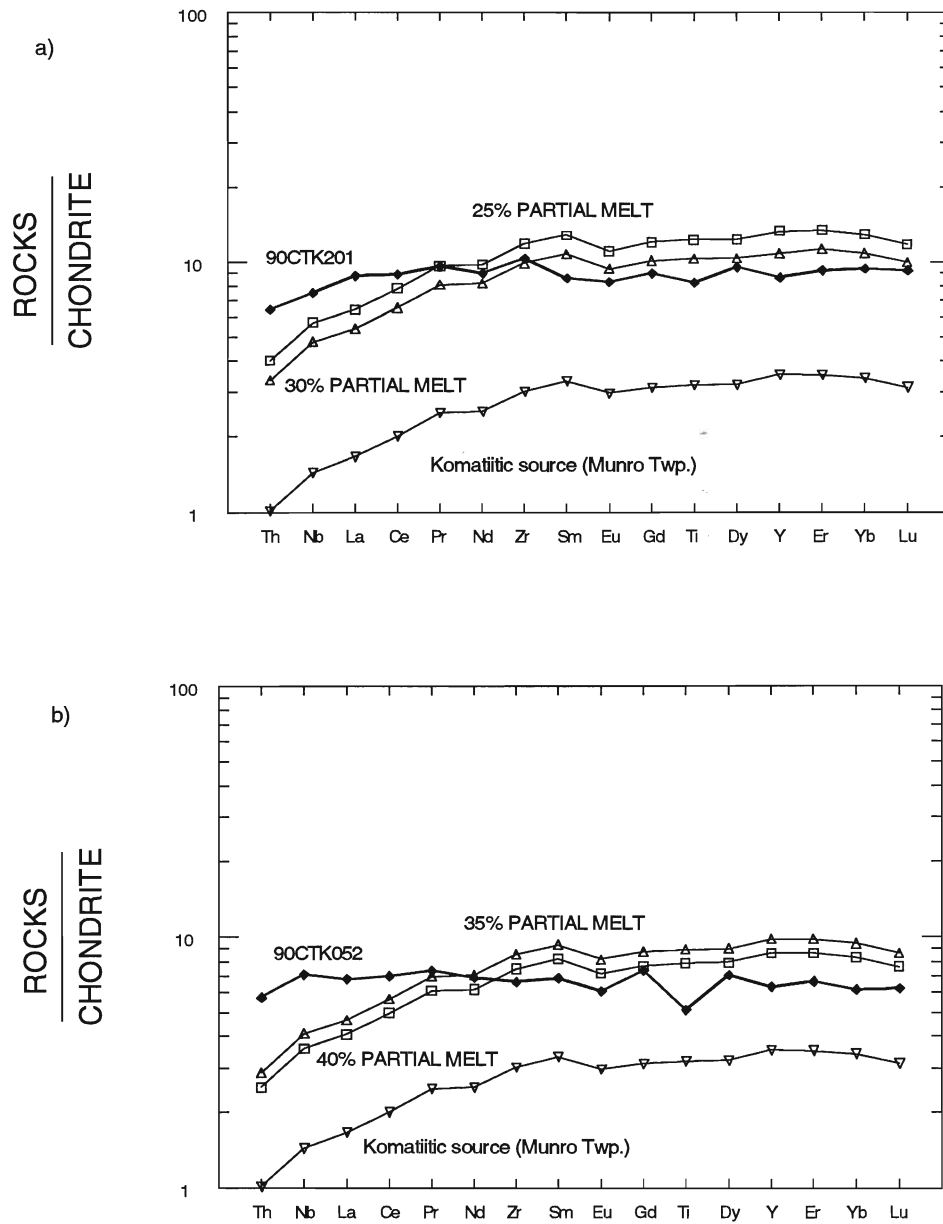 a)
ROCKS
CHONDRITE
100
10
1
25% PARTIAL MELT
90CTK201
30% PARTIAL MELT
Komatiitic source (Munro Twp.)
Th Nb La Ce Pr Nd Zr Sm Eu Gd Ti Dy Y Er Yb Lu
b)
ROCKS
CHONDRITE
100
10
1
35% PARTIAL MELT
90CTK052
40% PARTIAL MELT
Komatiitic source (Munro Twp.)
Th Nb La Ce Pr Nd Zr Sm Eu Gd Ti Dy Y Er Yb Lu